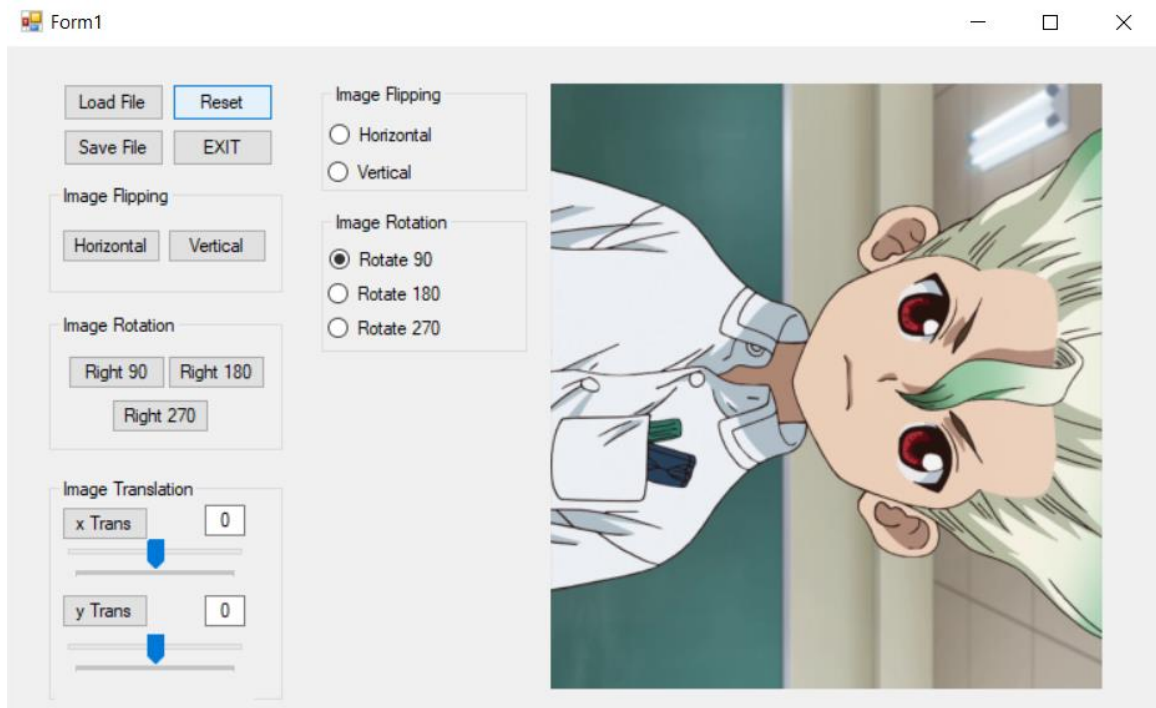 Form1
Load File
Reset
Save File
EXIT
Image Flipping
Horizontal
Vertical
Image Rotation
Right 90
Right 180
Right 270
Image Translation
x Trans
0
y Trans
0
Image Flipping
Horizontal
Vertical
Image Rotation
Rotate 90
Rotate 180
Rotate 270